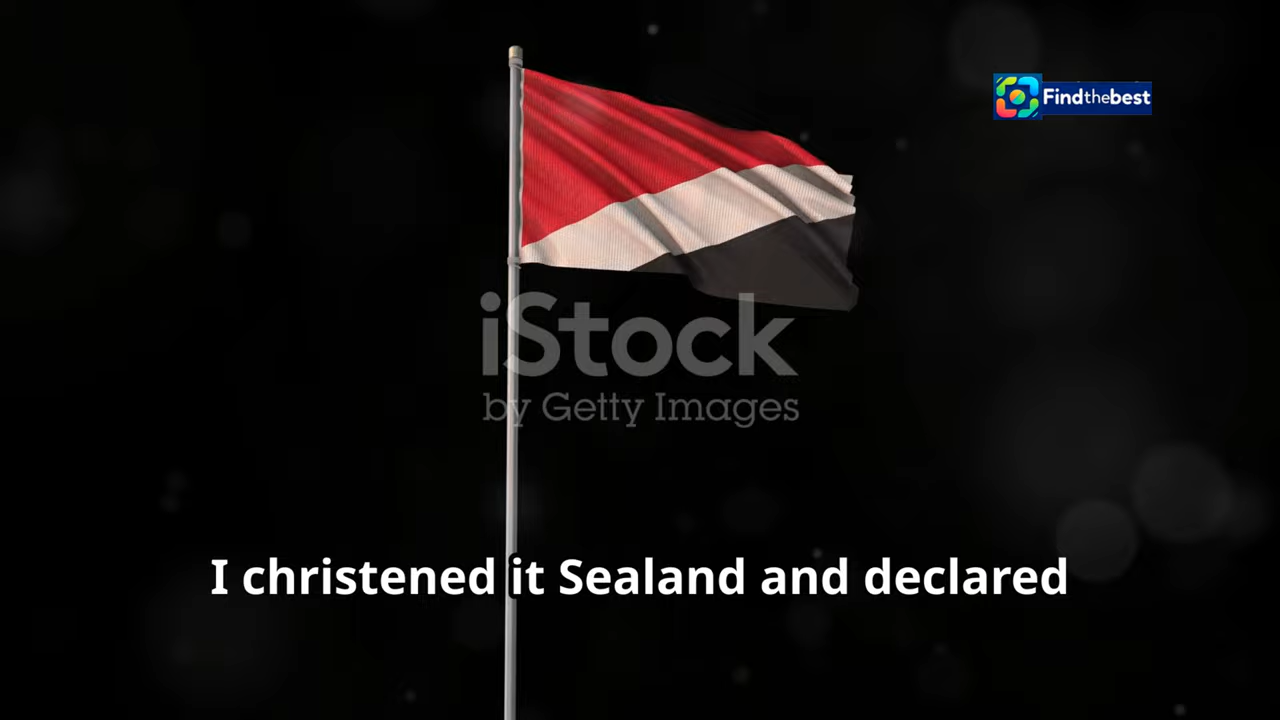 Findthebest
iStock
by Getty Images
I christened it Sealand and declared